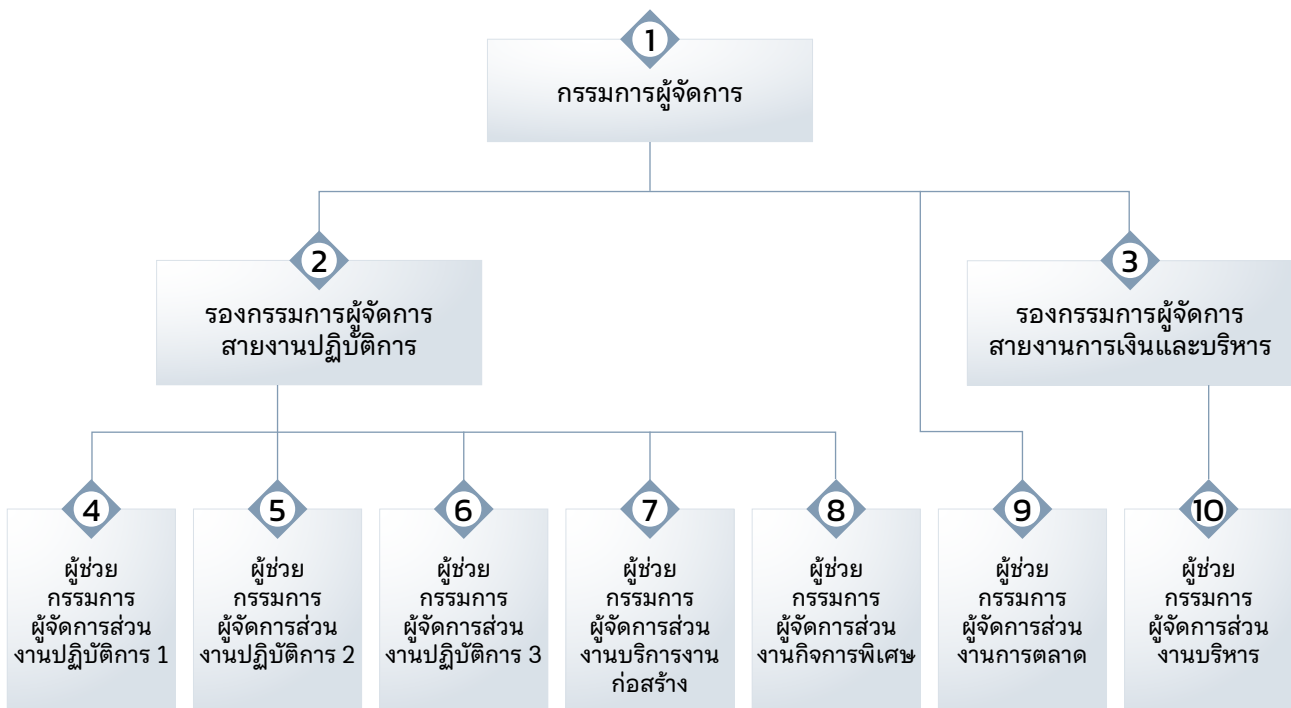 1
กรรมการผู้จัดการ
2
รองกรรมการผู้จัดการ
สายงานปฏิบัติการ
3
รองกรรมการผู้จัดการ
สายงานการเงินและบริหาร
4
ผู้ช่วย
กรรมการ
ผู้จัดการส่วน
งานปฏิบัติการ 1
5
ผู้ช่วย
กรรมการ
ผู้จัดการส่วน
งานปฏิบัติการ 2
6
ผู้ช่วย
กรรมการ
ผู้จัดการส่วน
งานปฏิบัติการ 3
7
ผู้ช่วย
กรรมการ
ผู้จัดการส่วน
งานบริการงาน
ก่อสร้าง
8
ผู้ช่วย
กรรมการ
ผู้จัดการส่วน
งานกิจการพิเศษ
9
ผู้ช่วย
กรรมการ
ผู้จัดการส่วน
งานการตลาด
10
ผู้ช่วย
กรรมการ
ผู้จัดการส่วน
งานบริหาร